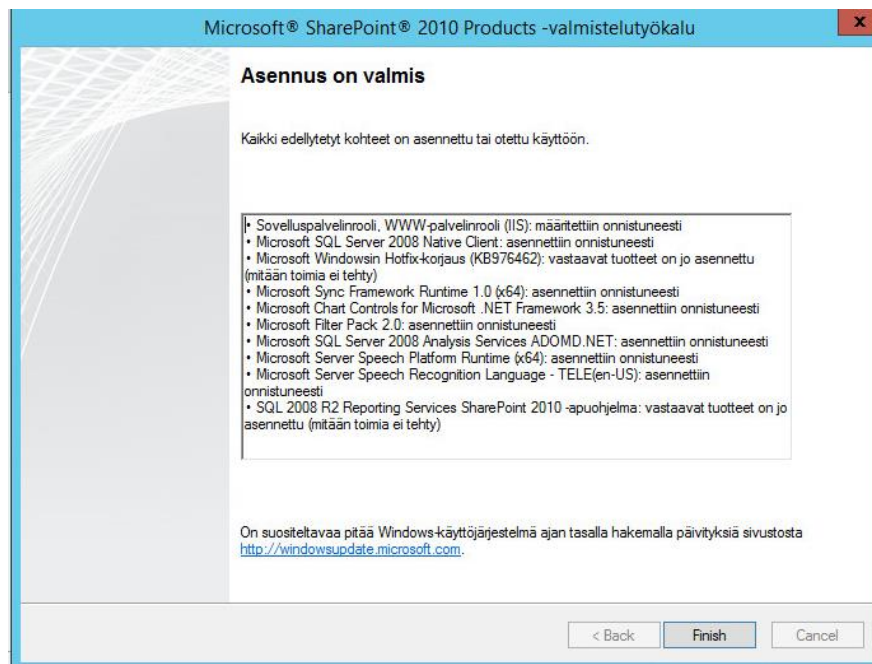 Microsoft® SharePoint® 2010 Products -valmistelutyökalu
x
Asennus on valmis
Kaikki edellytetyt kohteet on asennettu tai otettu käyttöön.
• Sovelluspalvelinrooli, WWW-palvelinrooli (IIS): määritettiin onnistuneesti
• Microsoft SQL Server 2008 Native Client: asennettiin onnistuneesti
• Microsoft Windowsin Hotfix-korjaus (KB976462): vastaavat tuotteet on jo asennettu
(mitään toimia ei tehty)
• Microsoft Sync Framework Runtime 1.0 (x64): asennettiin onnistuneesti
• Microsoft Chart Controls for Microsoft .NET Framework 3.5: asennettiin onnistuneesti
• Microsoft Filter Pack 2.0: asennettiin onnistuneesti
• Microsoft SQL Server 2008 Analysis Services ADOMD.NET: asennettiin onnistuneesti
• Microsoft Server Speech Platform Runtime (x64): asennettiin onnistuneesti
• Microsoft Server Speech Recognition Language - TELE(en-US): asennettiin
onnistuneesti
• SQL 2008 R2 Reporting Services SharePoint 2010 -apuohjelma: vastaavat tuotteet on jo
asennettu (mitään toimia ei tehty)
On suositeltavaa pitää Windows-käyttöjärjestelmä ajan tasalla hakemalla päivityksiä sivustosta
http://windowsupdate.microsoft.com.
< Back Finish Cancel